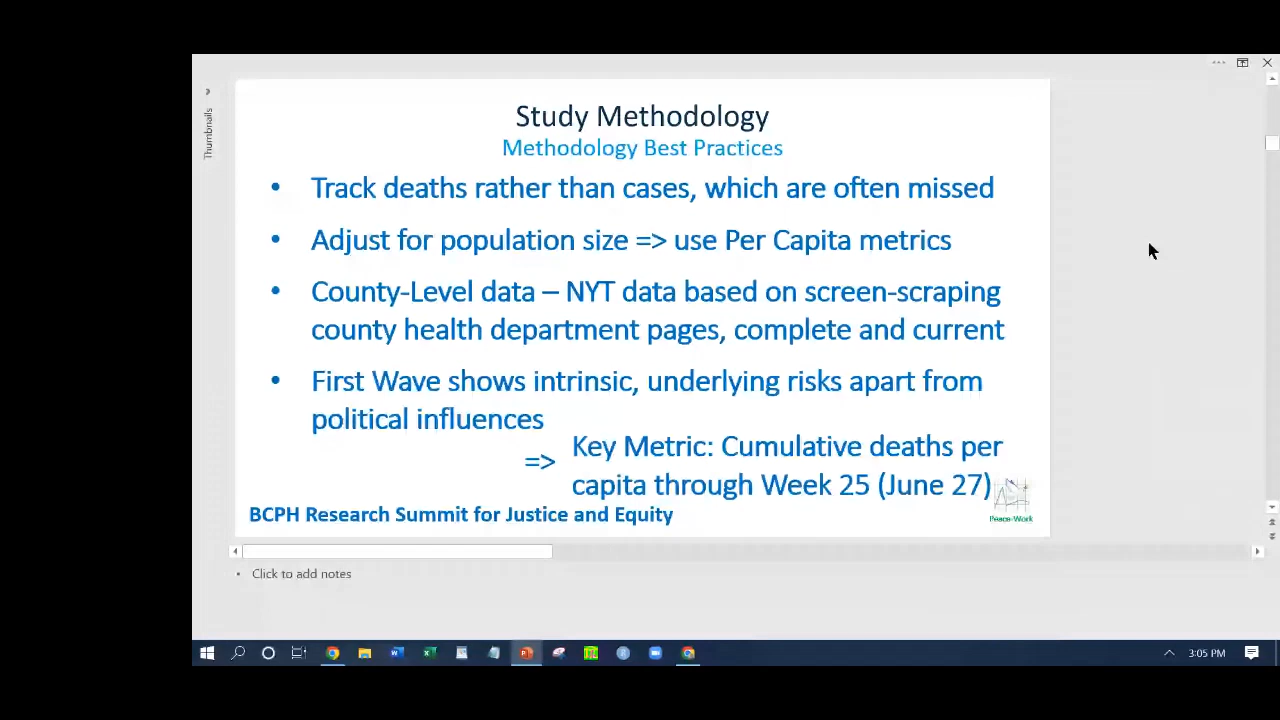 Thumbnails
Study Methodology
Methodology Best Practices
• Track deaths rather than cases, which are often missed
• Adjust for population size => use Per Capita metrics
• County-Level data – NYT data based on screen-scraping
county health department pages, complete and current
• First Wave shows intrinsic, underlying risks apart from
political influences
=> Key Metric: Cumulative deaths per
capita through Week 25 (June 27)
Peace-Work
BCPH Research Summit for Justice and Equity
• Click to add notes
3:05 PM